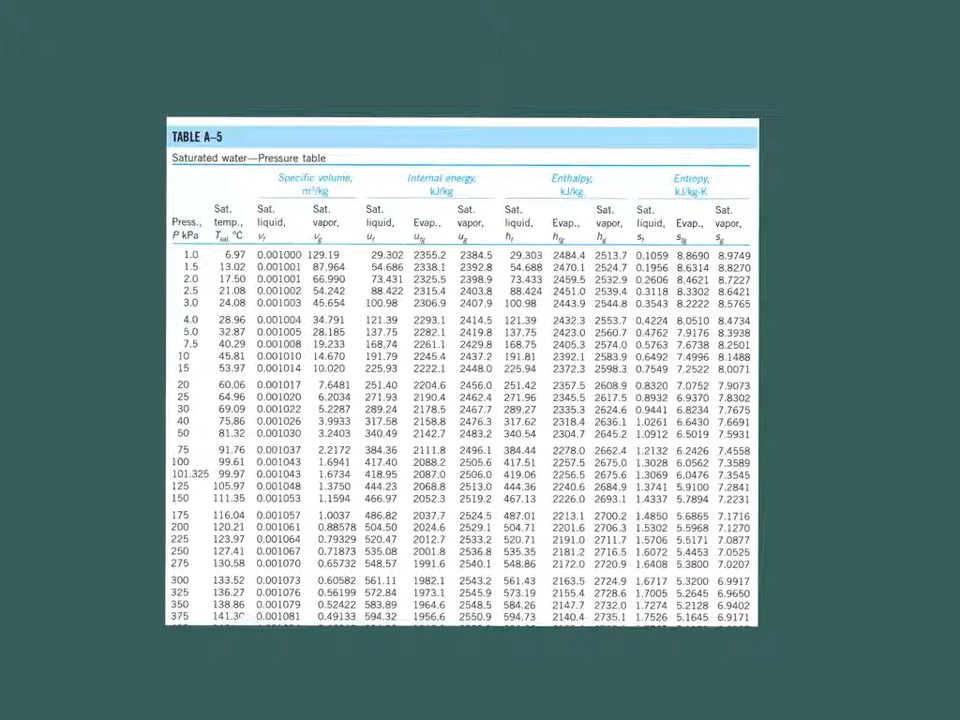 TABLE A–5
Saturated water—Pressure table
Specific volume, Internal energy, Enthalpy, Entropy,
m³/kg kJ/kg kJ/kg kJ/kg·K
Sat. Sat. Sat. Sat. Sat. Sat. Sat. Sat. Sat.
Press., temp., liquid, vapor, liquid, Evap., vapor, liquid, Evap., vapor, liquid, Evap., vapor,
P kPa Tsat °C vf vg uf ufg ug hf hfg hg sf sfg sg
1.0 6.97 0.001000 129.19 29.302 2355.2 2384.5 29.303 2484.4 2513.7 0.1059 8.8690 8.9749
1.5 13.02 0.001001 87.964 54.686 2338.1 2392.8 54.688 2470.1 2524.7 0.1956 8.6314 8.8270
2.0 17.50 0.001001 66.990 73.431 2325.5 2398.9 73.433 2459.5 2532.9 0.2606 8.4621 8.7227
2.5 21.08 0.001002 54.242 88.422 2315.4 2403.8 88.424 2451.0 2539.4 0.3118 8.3302 8.6421
3.0 24.08 0.001003 45.654 100.98 2306.9 2407.9 100.98 2443.9 2544.8 0.3543 8.2222 8.5765
4.0 28.96 0.001004 34.791 121.39 2293.1 2414.5 121.39 2432.3 2553.7 0.4224 8.0510 8.4734
5.0 32.87 0.001005 28.185 137.75 2282.1 2419.8 137.75 2423.0 2560.7 0.4762 7.9176 8.3938
7.5 40.29 0.001008 19.233 168.74 2261.1 2429.8 168.75 2405.3 2574.0 0.5763 7.6738 8.2501
10 45.81 0.001010 14.670 191.79 2245.4 2437.2 191.81 2392.1 2583.9 0.6492 7.4996 8.1488
15 53.97 0.001014 10.020 225.93 2222.1 2448.0 225.94 2372.3 2598.3 0.7549 7.2522 8.0071
20 60.06 0.001017 7.6481 251.40 2204.6 2456.0 251.42 2357.5 2608.9 0.8320 7.0752 7.9073
25 64.96 0.001020 6.2034 271.93 2190.4 2462.4 271.96 2345.5 2617.5 0.8932 6.9370 7.8302
30 69.09 0.001022 5.2287 289.24 2178.5 2467.7 289.27 2335.3 2624.6 0.9441 6.8234 7.7675
40 75.86 0.001026 3.9933 317.58 2158.8 2476.3 317.62 2318.4 2636.1 1.0261 6.6430 7.6691
50 81.32 0.001030 3.2403 340.49 2142.7 2483.2 340.54 2304.7 2645.2 1.0912 6.5019 7.5931
75 91.76 0.001037 2.2172 384.36 2111.8 2496.1 384.44 2278.0 2662.4 1.2132 6.2426 7.4558
100 99.61 0.001043 1.6941 417.40 2088.2 2505.6 417.51 2257.5 2675.0 1.3028 6.0562 7.3589
101.325 99.97 0.001043 1.6734 418.95 2087.0 2506.0 419.06 2256.5 2675.6 1.3069 6.0476 7.3545
125 105.97 0.001048 1.3750 444.23 2068.8 2513.0 444.36 2240.6 2684.9 1.3741 5.9100 7.2841
150 111.35 0.001053 1.1594 466.97 2052.3 2519.2 467.13 2226.0 2693.1 1.4337 5.7894 7.2231
175 116.04 0.001057 1.0037 486.82 2037.7 2524.5 487.01 2213.1 2700.2 1.4850 5.6865 7.1716
200 120.21 0.001061 0.88578 504.50 2024.6 2529.1 504.71 2201.6 2706.3 1.5302 5.5968 7.1270
225 123.97 0.001064 0.79329 520.47 2012.7 2533.2 520.71 2191.0 2711.7 1.5706 5.5171 7.0877
250 127.41 0.001067 0.71873 535.08 2001.8 2536.8 535.35 2181.2 2716.5 1.6072 5.4453 7.0525
275 130.58 0.001070 0.65732 548.57 1991.6 2540.1 548.86 2172.0 2720.9 1.6408 5.3800 7.0207
300 133.52 0.001073 0.60582 561.11 1982.1 2543.2 561.43 2163.5 2724.9 1.6717 5.3200 6.9917
325 136.27 0.001076 0.56199 572.84 1973.1 2545.9 573.19 2155.4 2728.6 1.7005 5.2645 6.9650
350 138.86 0.001079 0.52422 583.89 1964.6 2548.5 584.26 2147.7 2732.0 1.7274 5.2128 6.9402
375 141.30 0.001081 0.49133 594.32 1956.6 2550.9 594.73 2140.4 2735.1 1.7526 5.1645 6.9171